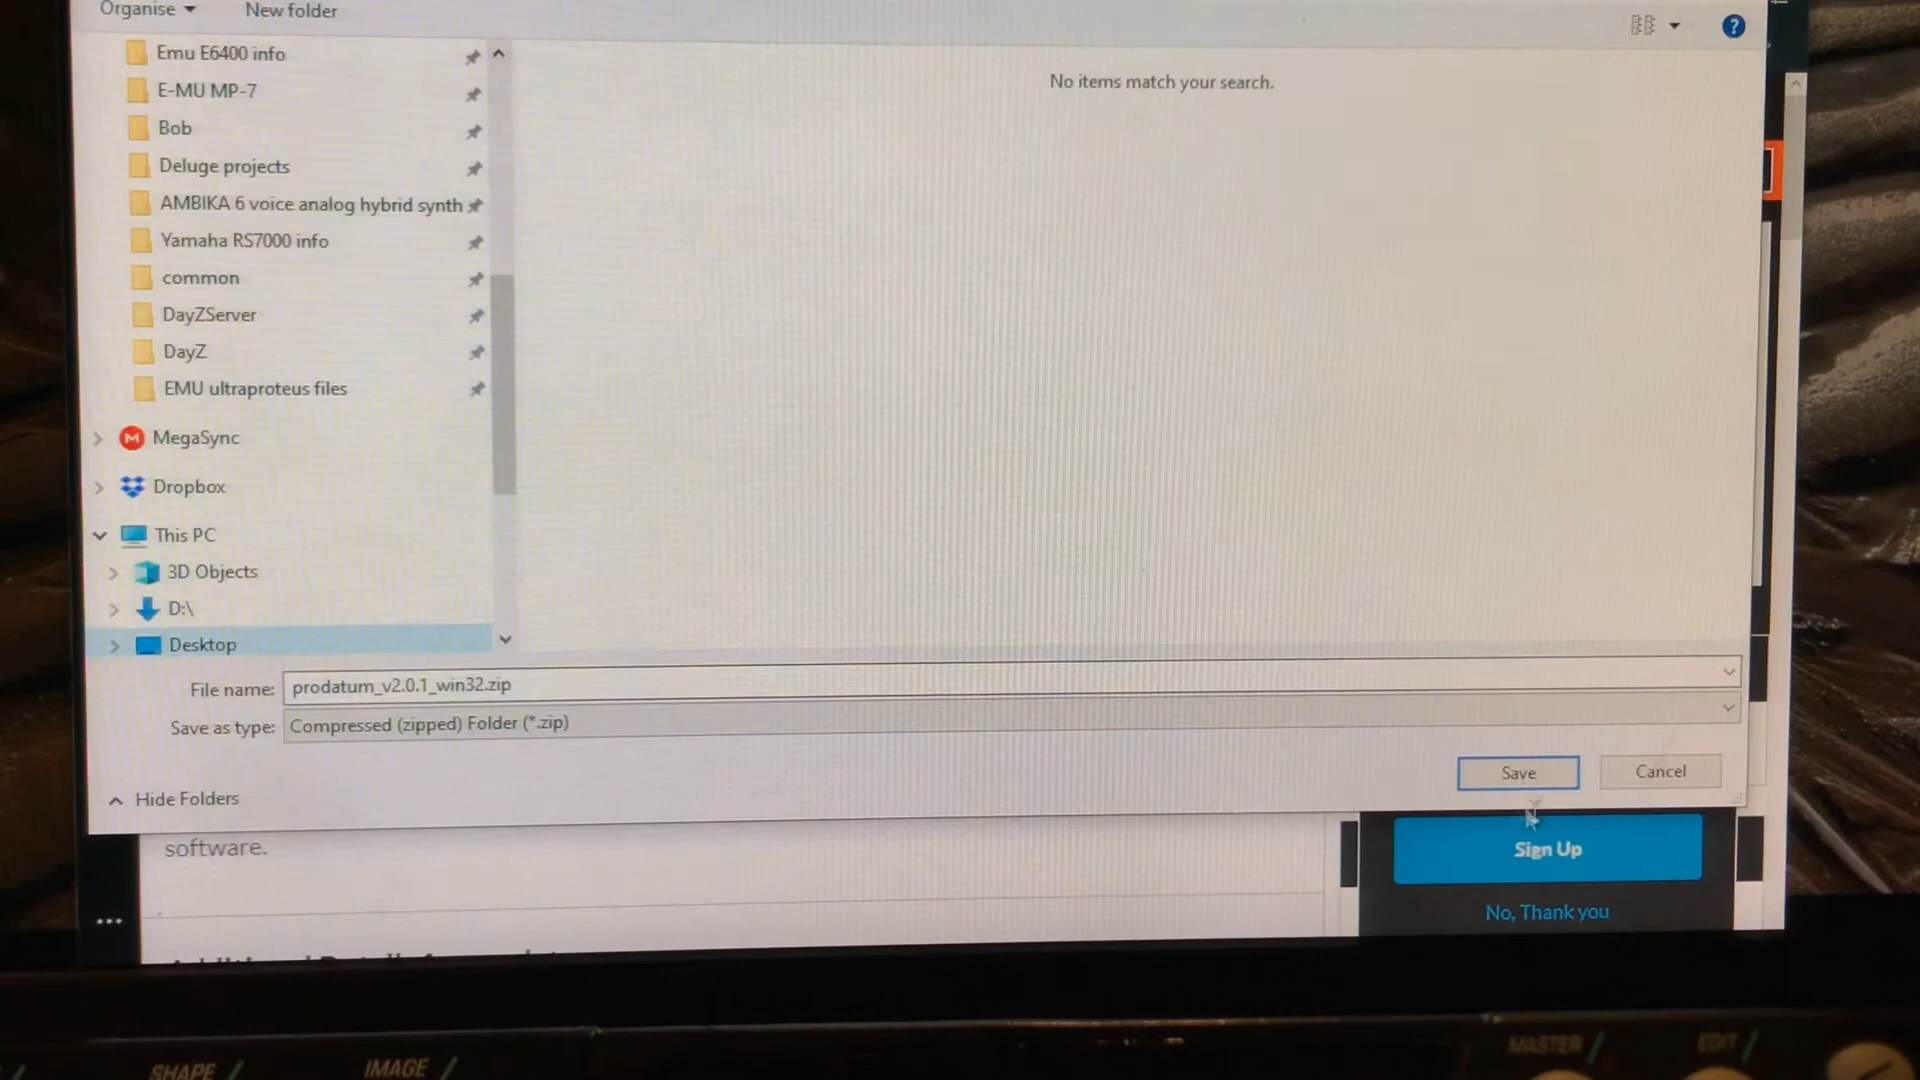 Organise
New folder
?
Emu E6400 info
No items match your search.
E-MU MP-7
Bob
Deluge projects
AMBIKA 6 voice analog hybrid synth
Yamaha RS7000 info
common
DayZServer
DayZ
EMU ultraproteus files
M MegaSync
Dropbox
This PC
3D Objects
D:\
Desktop
File name: prodatum_v2.0.1_win32.zip
Save as type: Compressed (zipped) Folder (*.zip)
Save
Cancel
Hide Folders
software.
Sign Up
No, Thank you
MASTER
EDIT
SHAPE
IMAGE